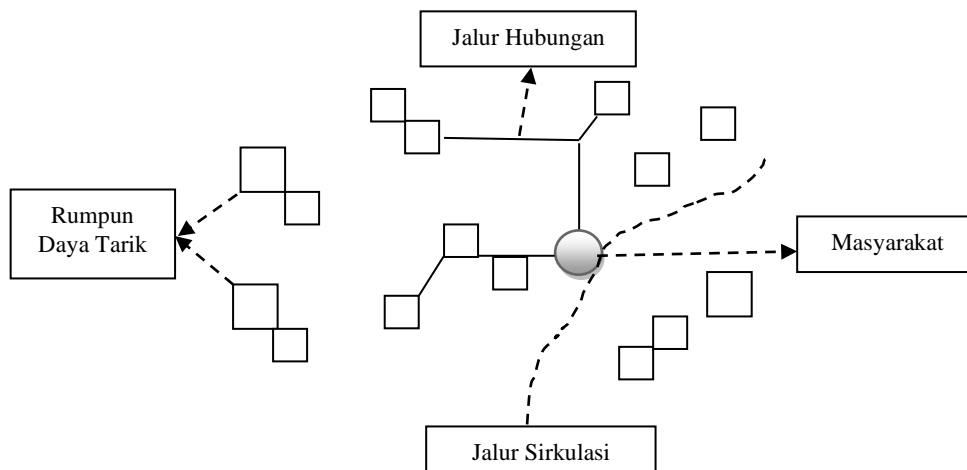 Jalur Hubungan
Rumpun
Daya Tarik
Masyarakat
Jalur Sirkulasi